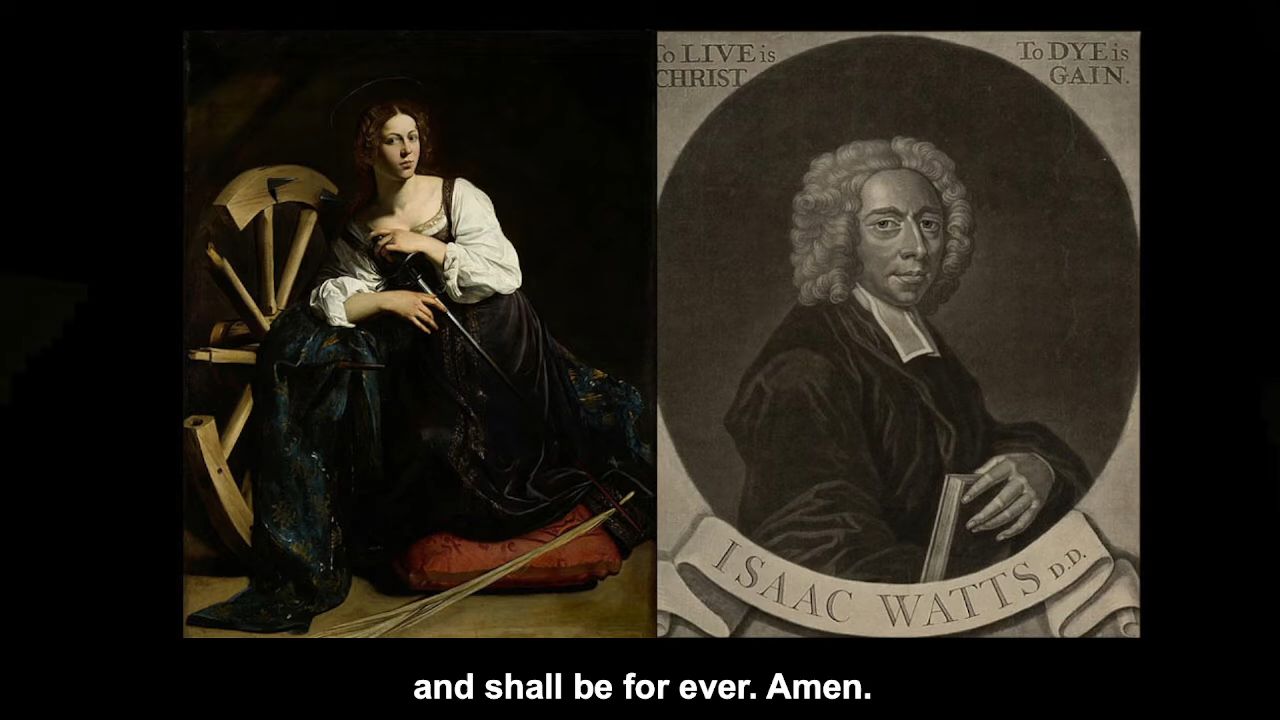 To LIVE is
CHRIST
To DYE is
GAIN.
ISAAC WATTS D.D.
and shall be for ever. Amen.